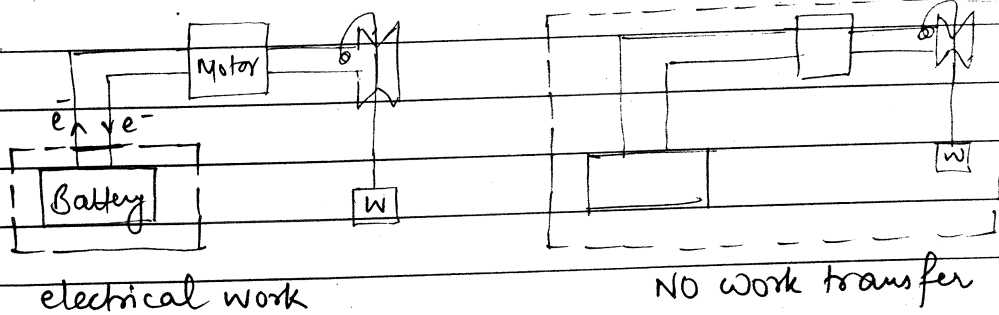 Motor
e- e-
Battery
W
W
electrical work
NO work transfer